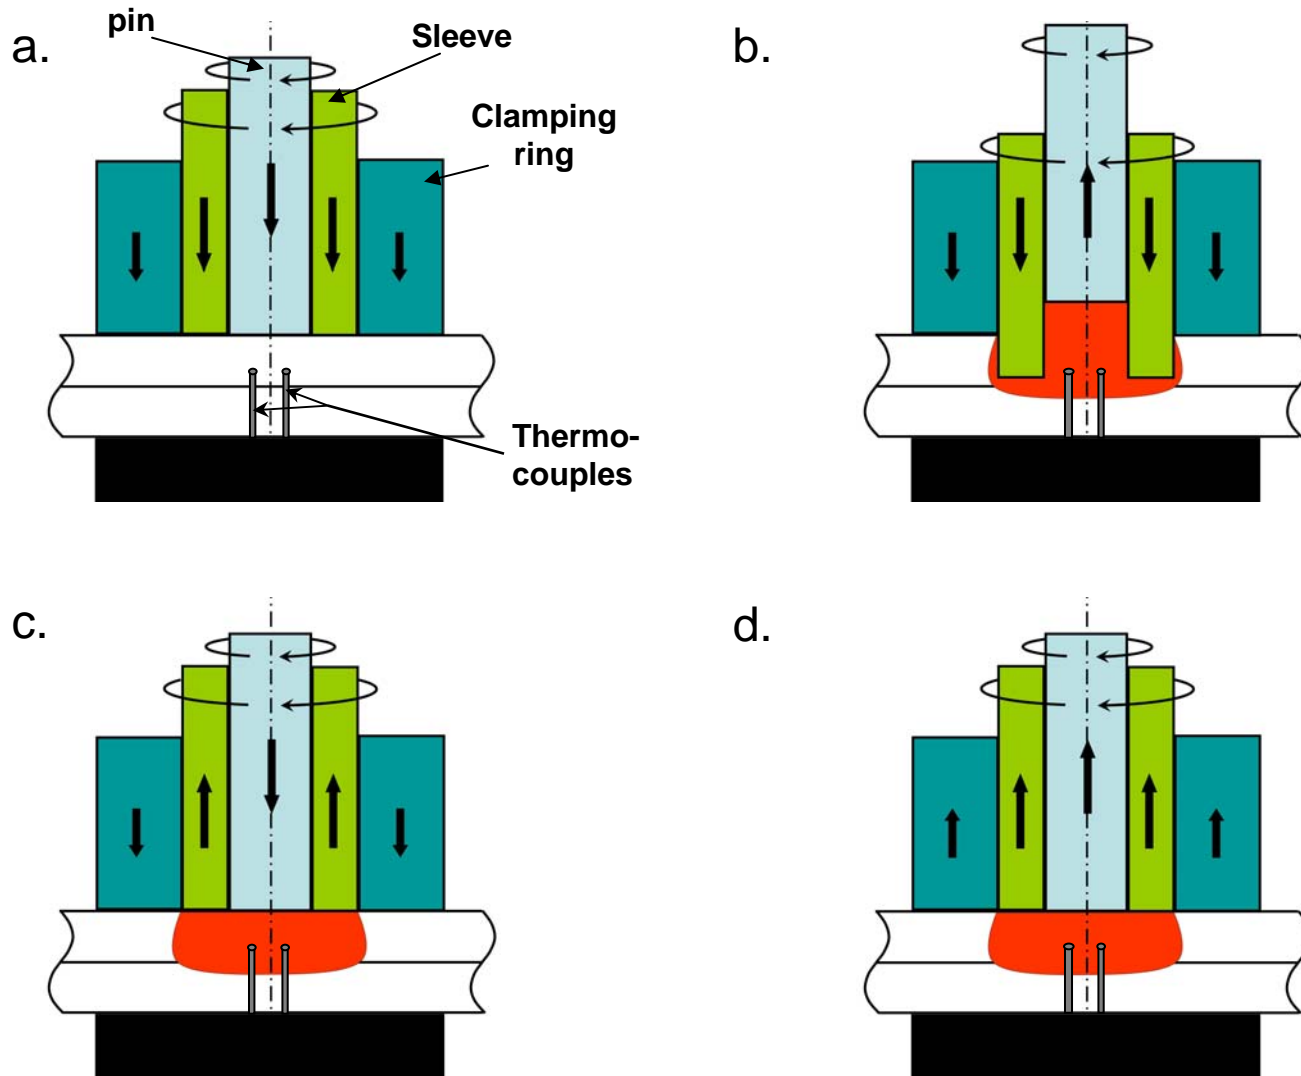 a.
pin
Sleeve
Clamping
ring
Thermo-
couples
b.
c.
d.